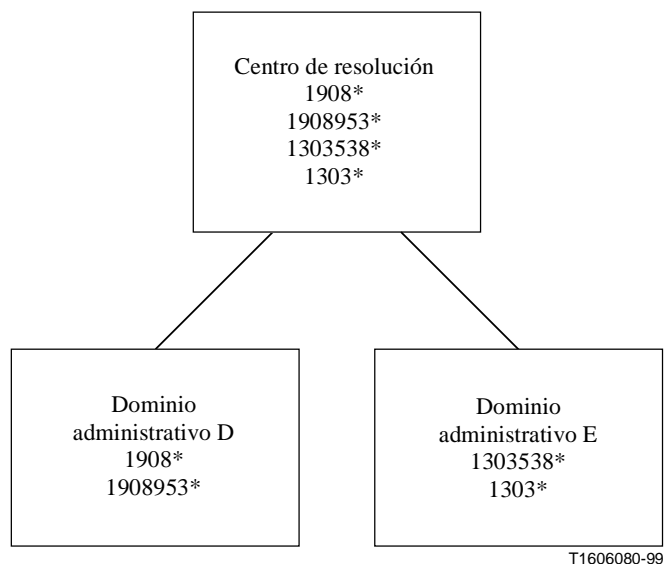 Centro de resolución
1908*
1908953*
1303538*
1303*
Dominio
administrativo D
1908*
1908953*
Dominio
administrativo E
1303538*
1303*
T1606080-99